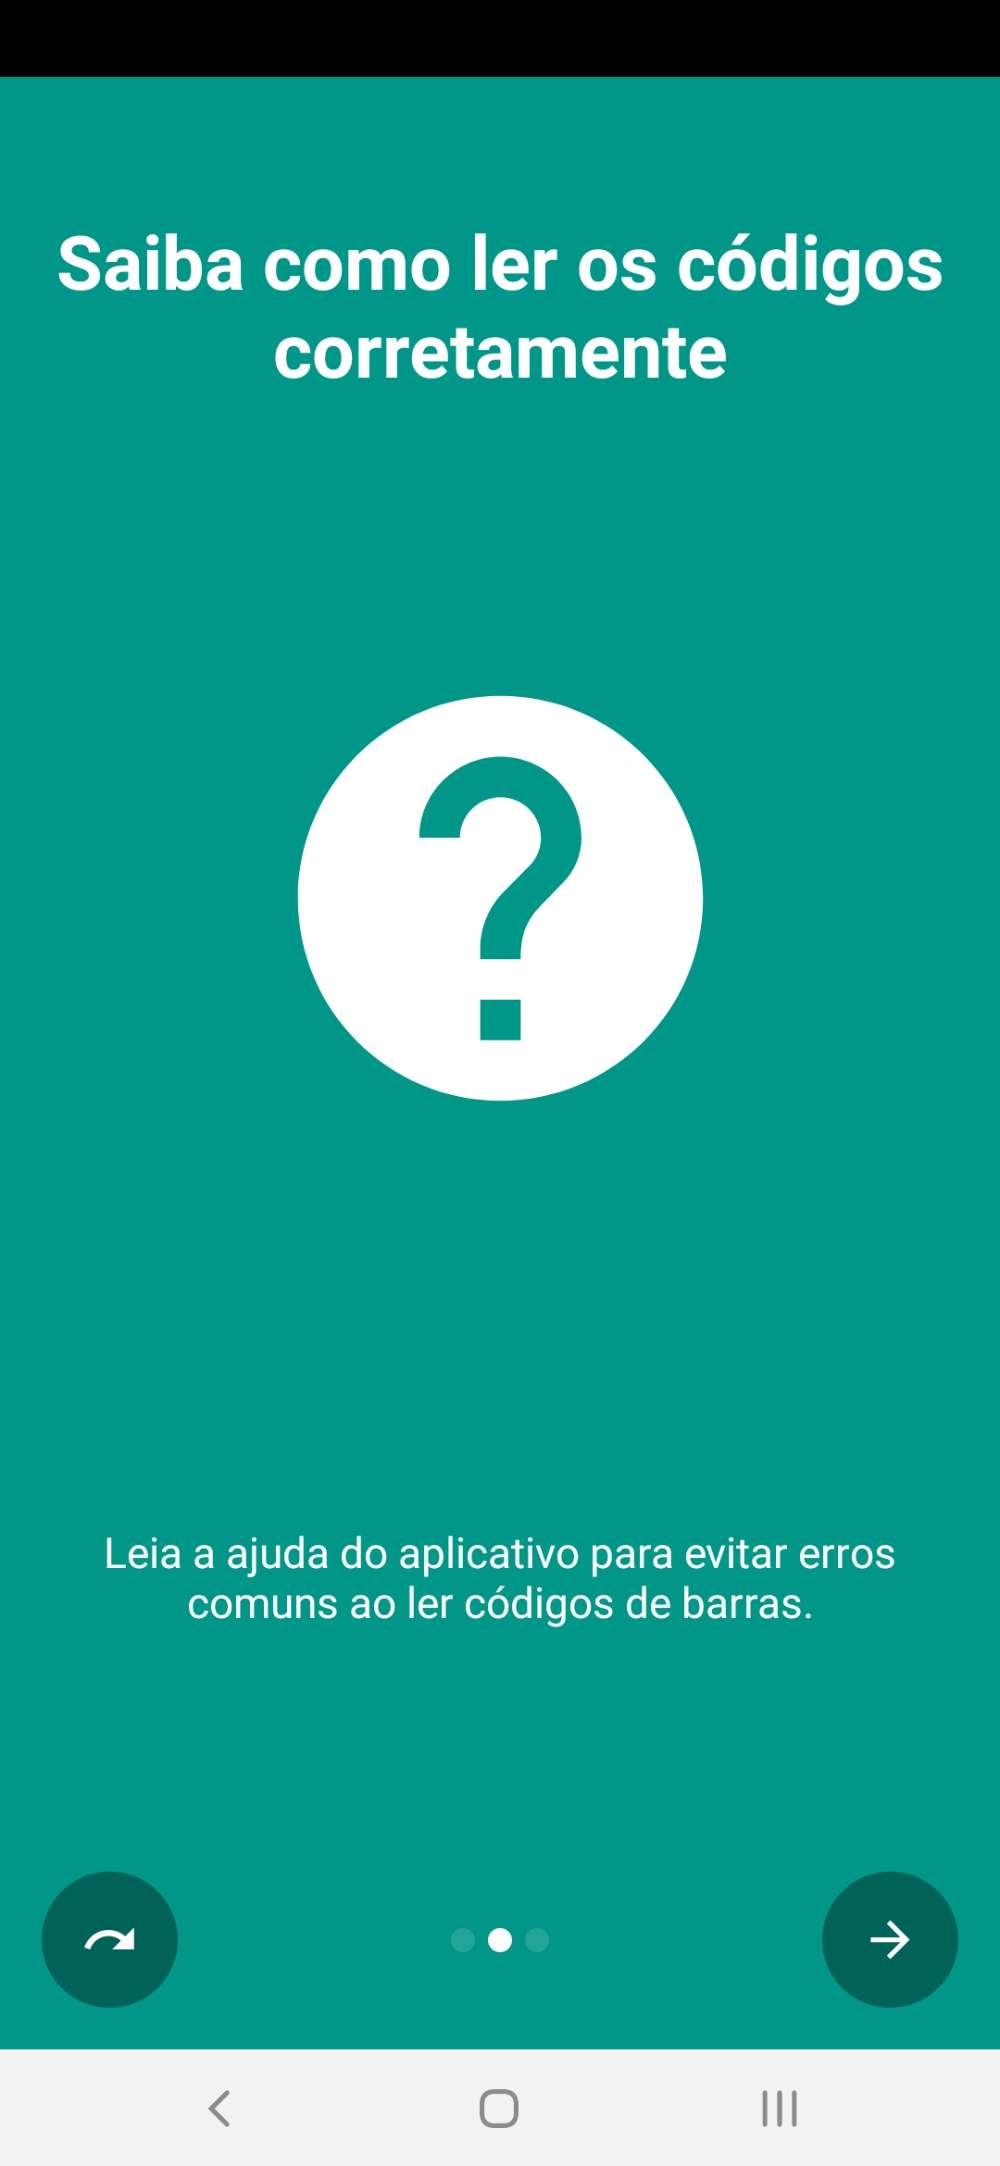 Saiba como ler os códigos
corretamente
Leia a ajuda do aplicativo para evitar erros
comuns ao ler códigos de barras.